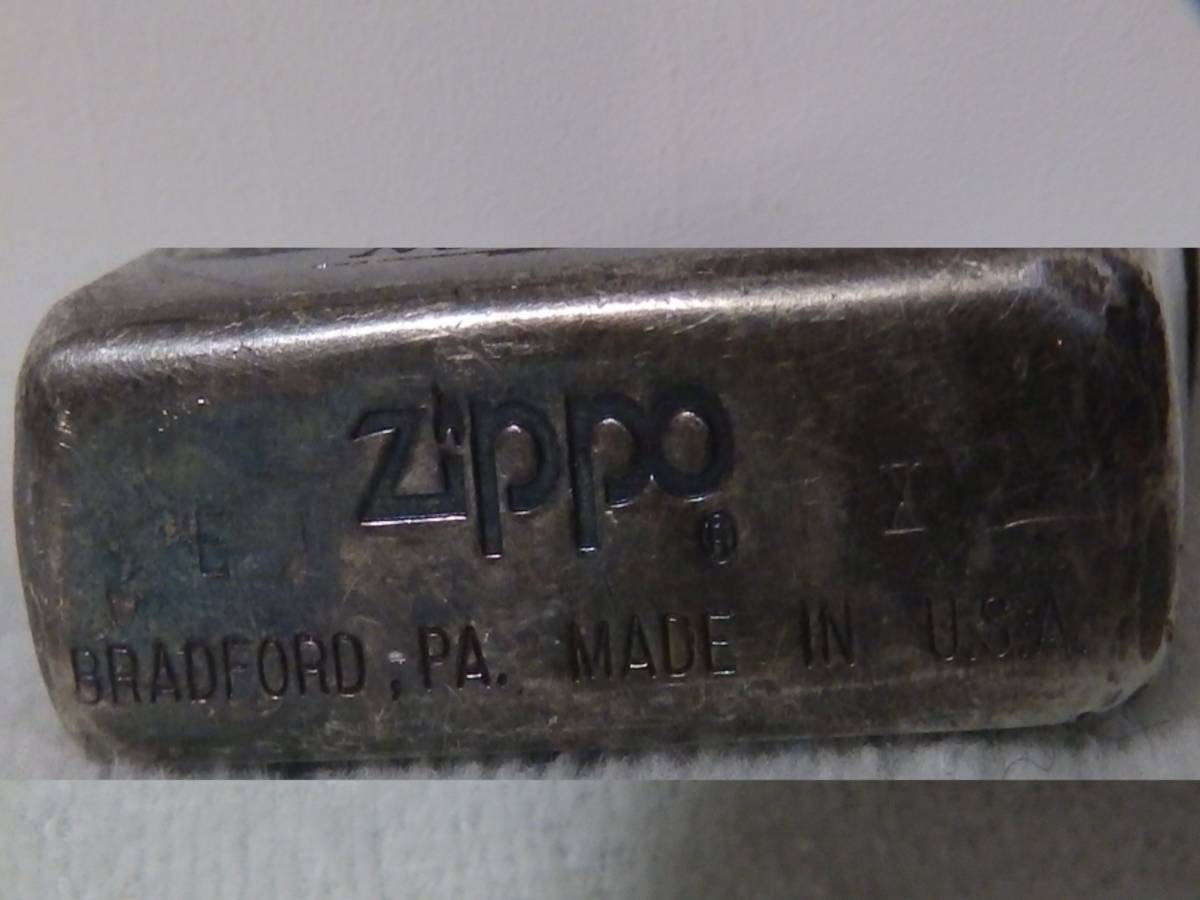 zippo ®
E X
BRADFORD, PA. MADE IN U.S.A.